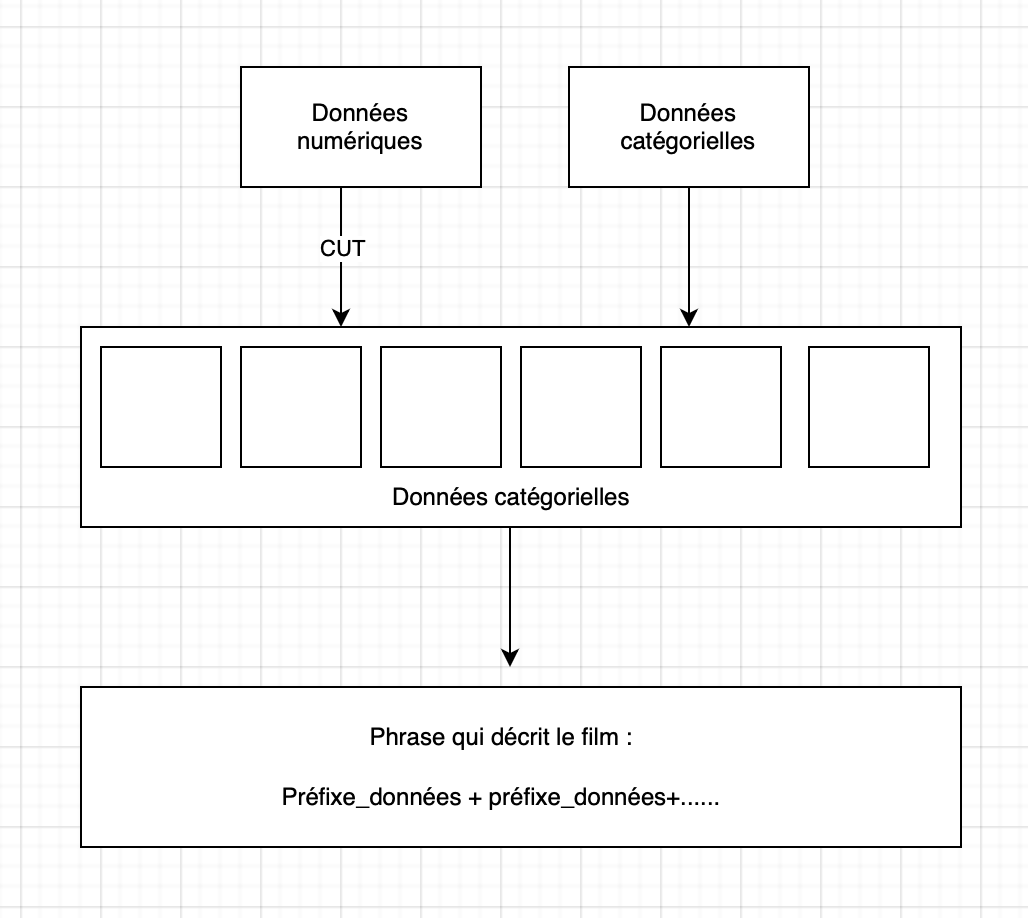 Données
numériques
Données
catégorielles
CUT
Données catégorielles
Phrase qui décrit le film :
Préfixe_données + préfixe_données+......